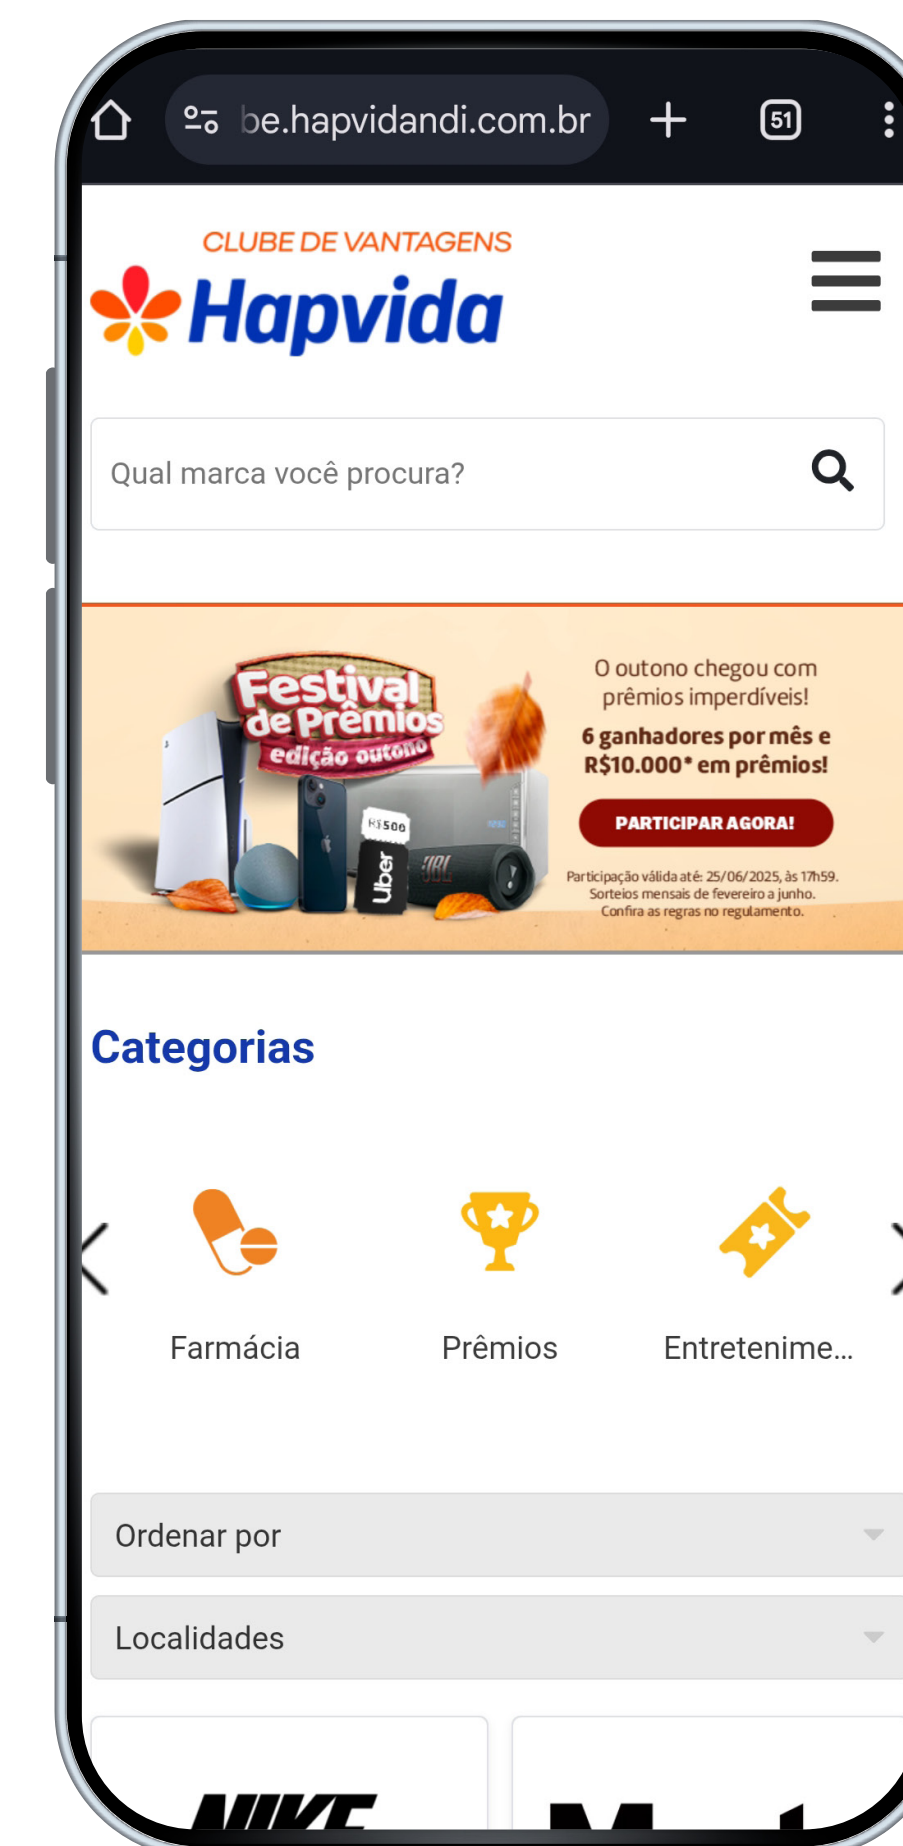 be.hapvidandi.com.br
51
CLUBE DE VANTAGENS
Hapvida
Qual marca você procura?
Festival
de Prêmios
edição outono
R$500
Uber
JBL
O outono chegou com
prêmios imperdíveis!
6 ganhadores por mês e
R$10.000* em prêmios!
PARTICIPAR AGORA!
Participação válida até: 25/06/2025, às 17h59.
Sorteios mensais de fevereiro a junho.
Confira as regras no regulamento.
Categorias
Farmácia
Prêmios
Entretenime...
Ordenar por
Localidades
NIKE